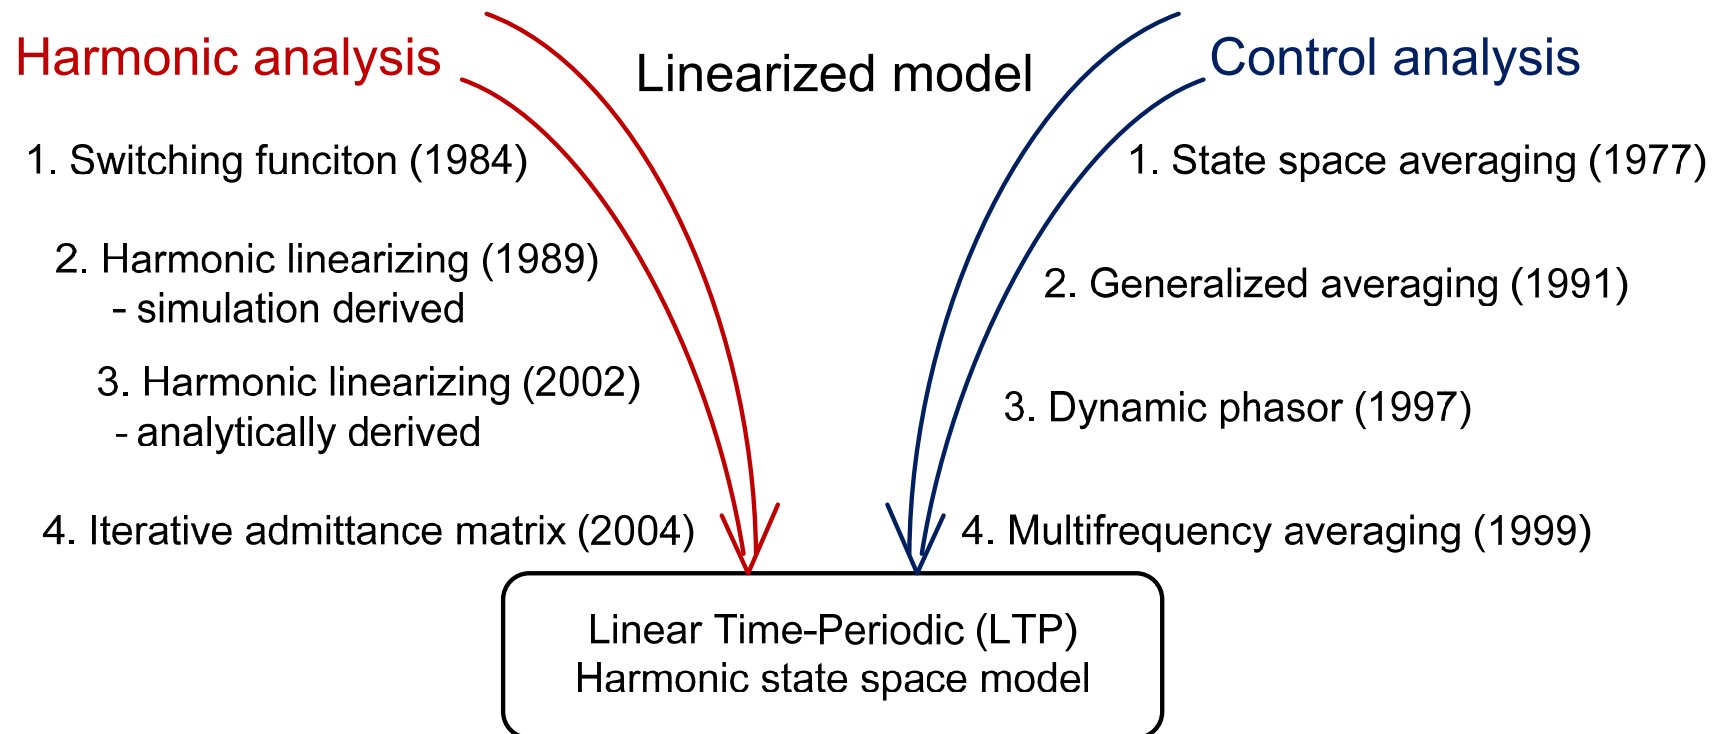 Harmonic analysis
Linearized model
Control analysis
1. Switching funciton (1984)
2. Harmonic linearizing (1989)
- simulation derived
3. Harmonic linearizing (2002)
- analytically derived
4. Iterative admittance matrix (2004)
1. State space averaging (1977)
2. Generalized averaging (1991)
3. Dynamic phasor (1997)
4. Multifrequency averaging (1999)
Linear Time-Periodic (LTP)
Harmonic state space model